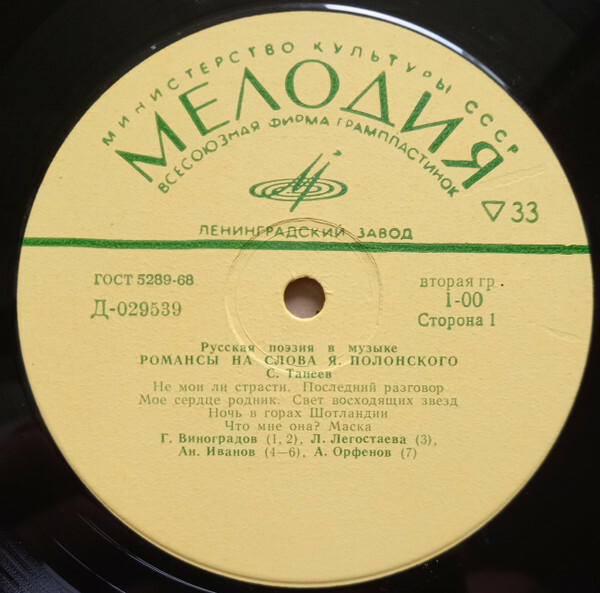 МИНИСТЕРСТВО КУЛЬТУРЫ СССР
МЕЛОДИЯ
ВСЕСОЮЗНАЯ ФИРМА ГРАМПЛАСТИНОК
ЛЕНИНГРАДСКИЙ ЗАВОД
▽33
ГОСТ 5289-68
Д-029539
вторая гр.
1-00
Сторона 1
Русская поэзия в музыке
РОМАНСЫ НА СЛОВА Я. ПОЛОНСКОГО
С. Танеев
Не мои ли страсти. Последний разговор
Мое сердце родник. Свет восходящих звезд
Ночь в горах Шотландии
Что мне она? Маска
Г. Виноградов (1, 2), Л. Легостаева (3),
Ан. Иванов (4—6), А. Орфенов (7)